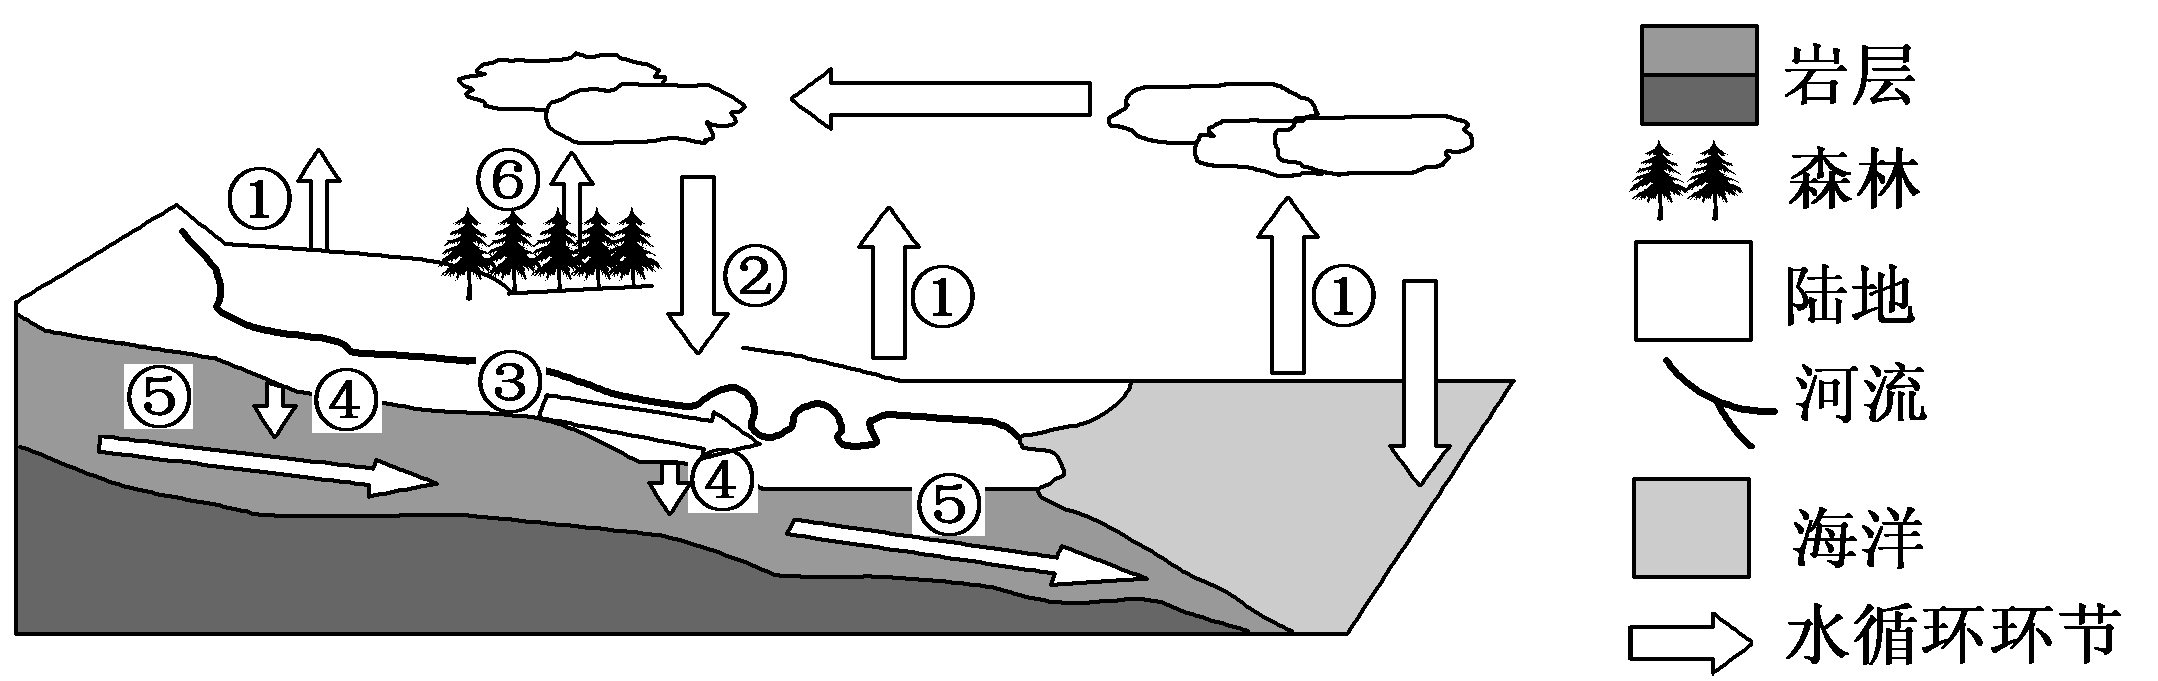 ① ⑥ ② ① ①
⑤ ④ ③ ④ ⑤
岩层
森林
陆地
河流
海洋
水循环环节